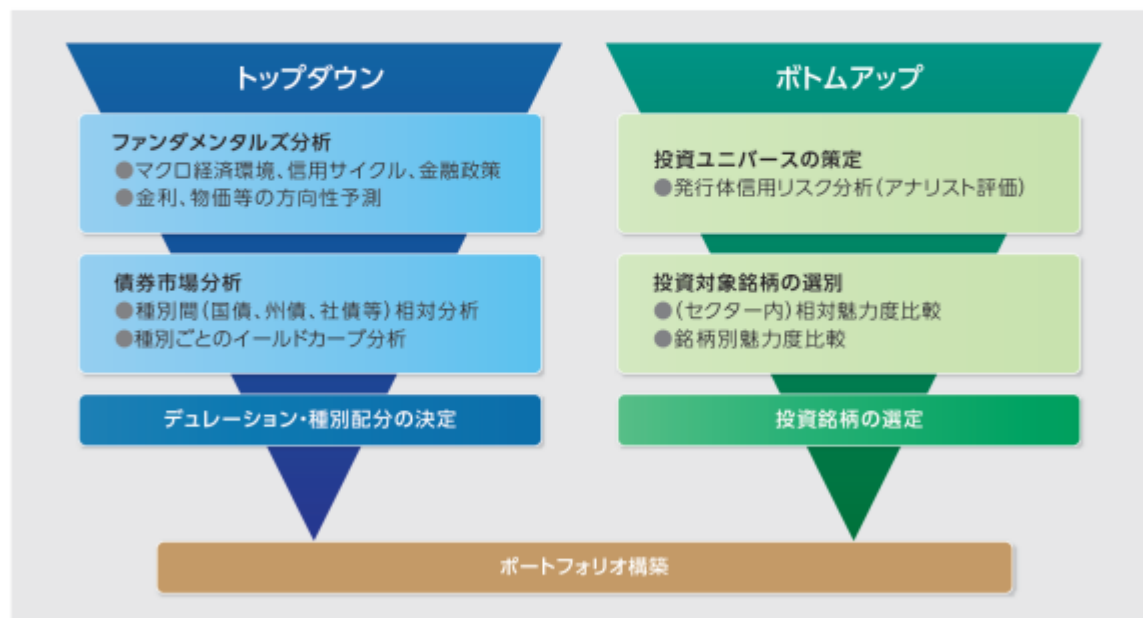 トップダウン
ファンダメンタルズ分析
●マクロ経済環境、信用サイクル、金融政策
●金利、物価等の方向性予測
債券市場分析
●種別間(国債、州債、社債等)相対分析
●種別ごとのイールドカーブ分析
デュレーション・種別配分の決定
ボトムアップ
投資ユニバースの策定
●発行体信用リスク分析(アナリスト評価)
投資対象銘柄の選別
●(セクター内)相対魅力度比較
●銘柄別魅力度比較
投資銘柄の選定
ポートフォリオ構築